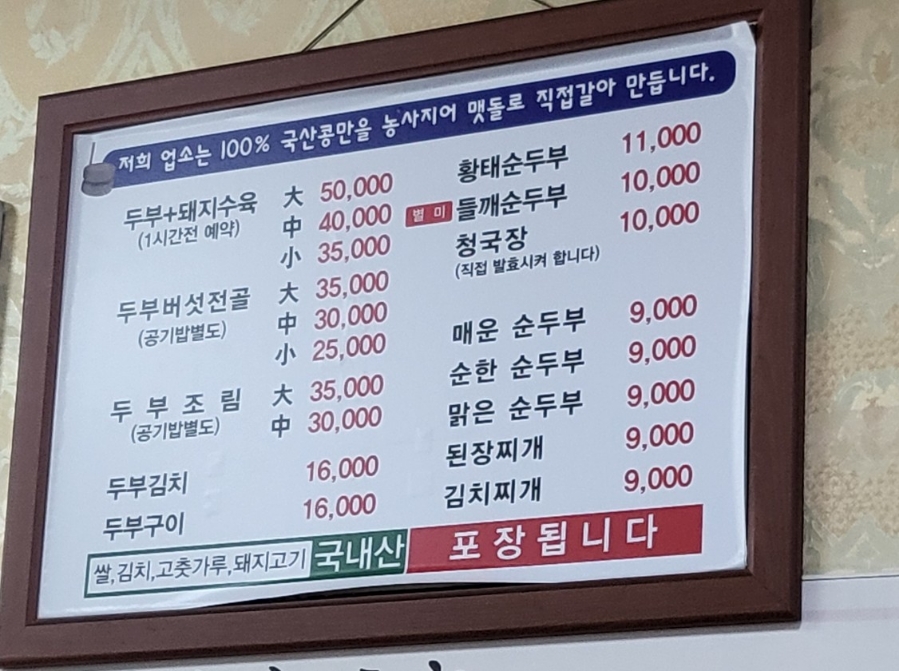 저희 업소는 100% 국산콩만을 농사지어 맷돌로 직접갈아 만듭니다.
두부+돼지수육 大 50,000
(1시간전 예약) 中 40,000
小 35,000
두부버섯전골 大 35,000
(공기밥별도) 中 30,000
小 25,000
두 부 조 림 大 35,000
(공기밥별도) 中 30,000
두부김치 16,000
두부구이 16,000
황태순두부 11,000
별 미 들깨순두부 10,000
청국장 10,000
(직접 발효시켜 합니다)
매운 순두부 9,000
순한 순두부 9,000
맑은 순두부 9,000
된장찌개 9,000
김치찌개 9,000
쌀,김치,고춧가루,돼지고기 국내산
포장됩니다